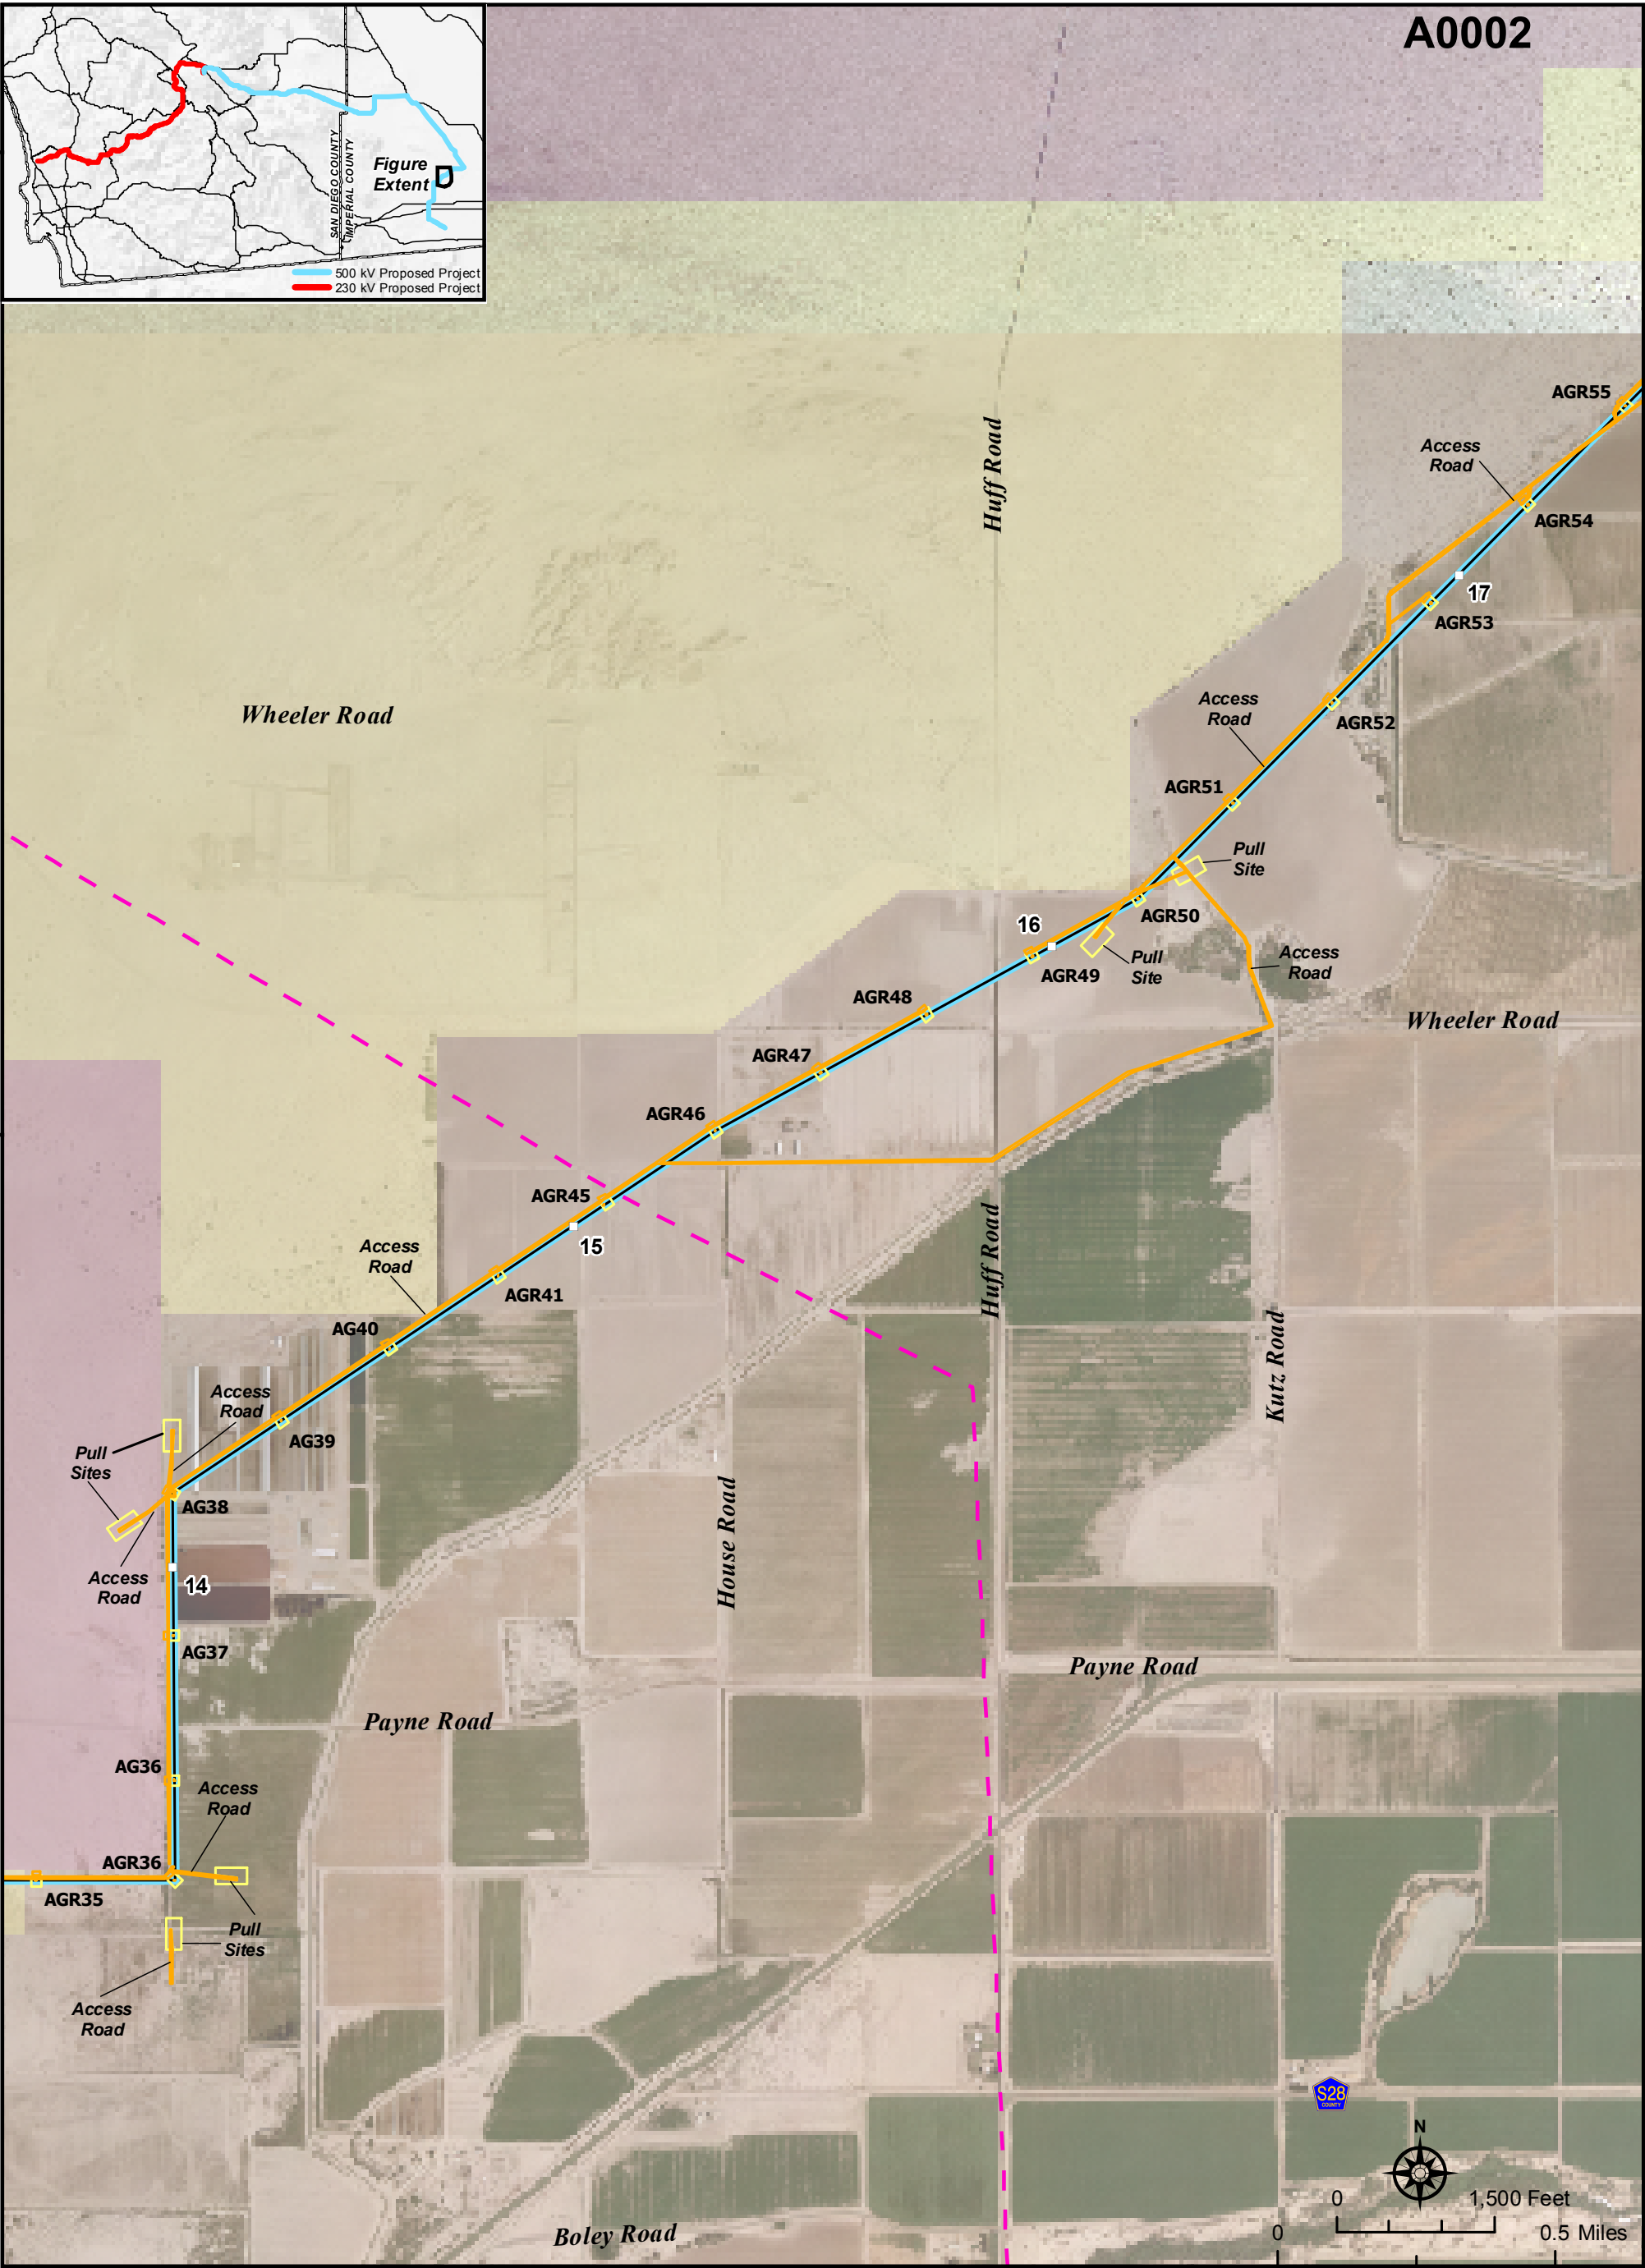 A0002
SAN DIEGO COUNTY
IMPERIAL COUNTY
Figure
Extent
500 kV Proposed Project
230 kV Proposed Project
AGR55
Access
Road
Huff Road
AGR54
17
AGR53
Wheeler Road
Access
Road
AGR52
AGR51
Pull
Site
AGR50
16
Pull
Site
AGR49
Access
Road
AGR48
Wheeler Road
AGR47
AGR46
AGR45
15
Huff Road
Access
Road
AGR41
AG40
Kutz Road
Access
Road
AG39
Pull
Sites
AG38
House Road
Access
Road
14
AG37
Payne Road
Payne Road
AG36
Access
Road
AGR36
AGR35
Pull
Sites
Access
Road
S28
COUNTY
N
0 1,500 Feet
0 0.5 Miles
Boley Road